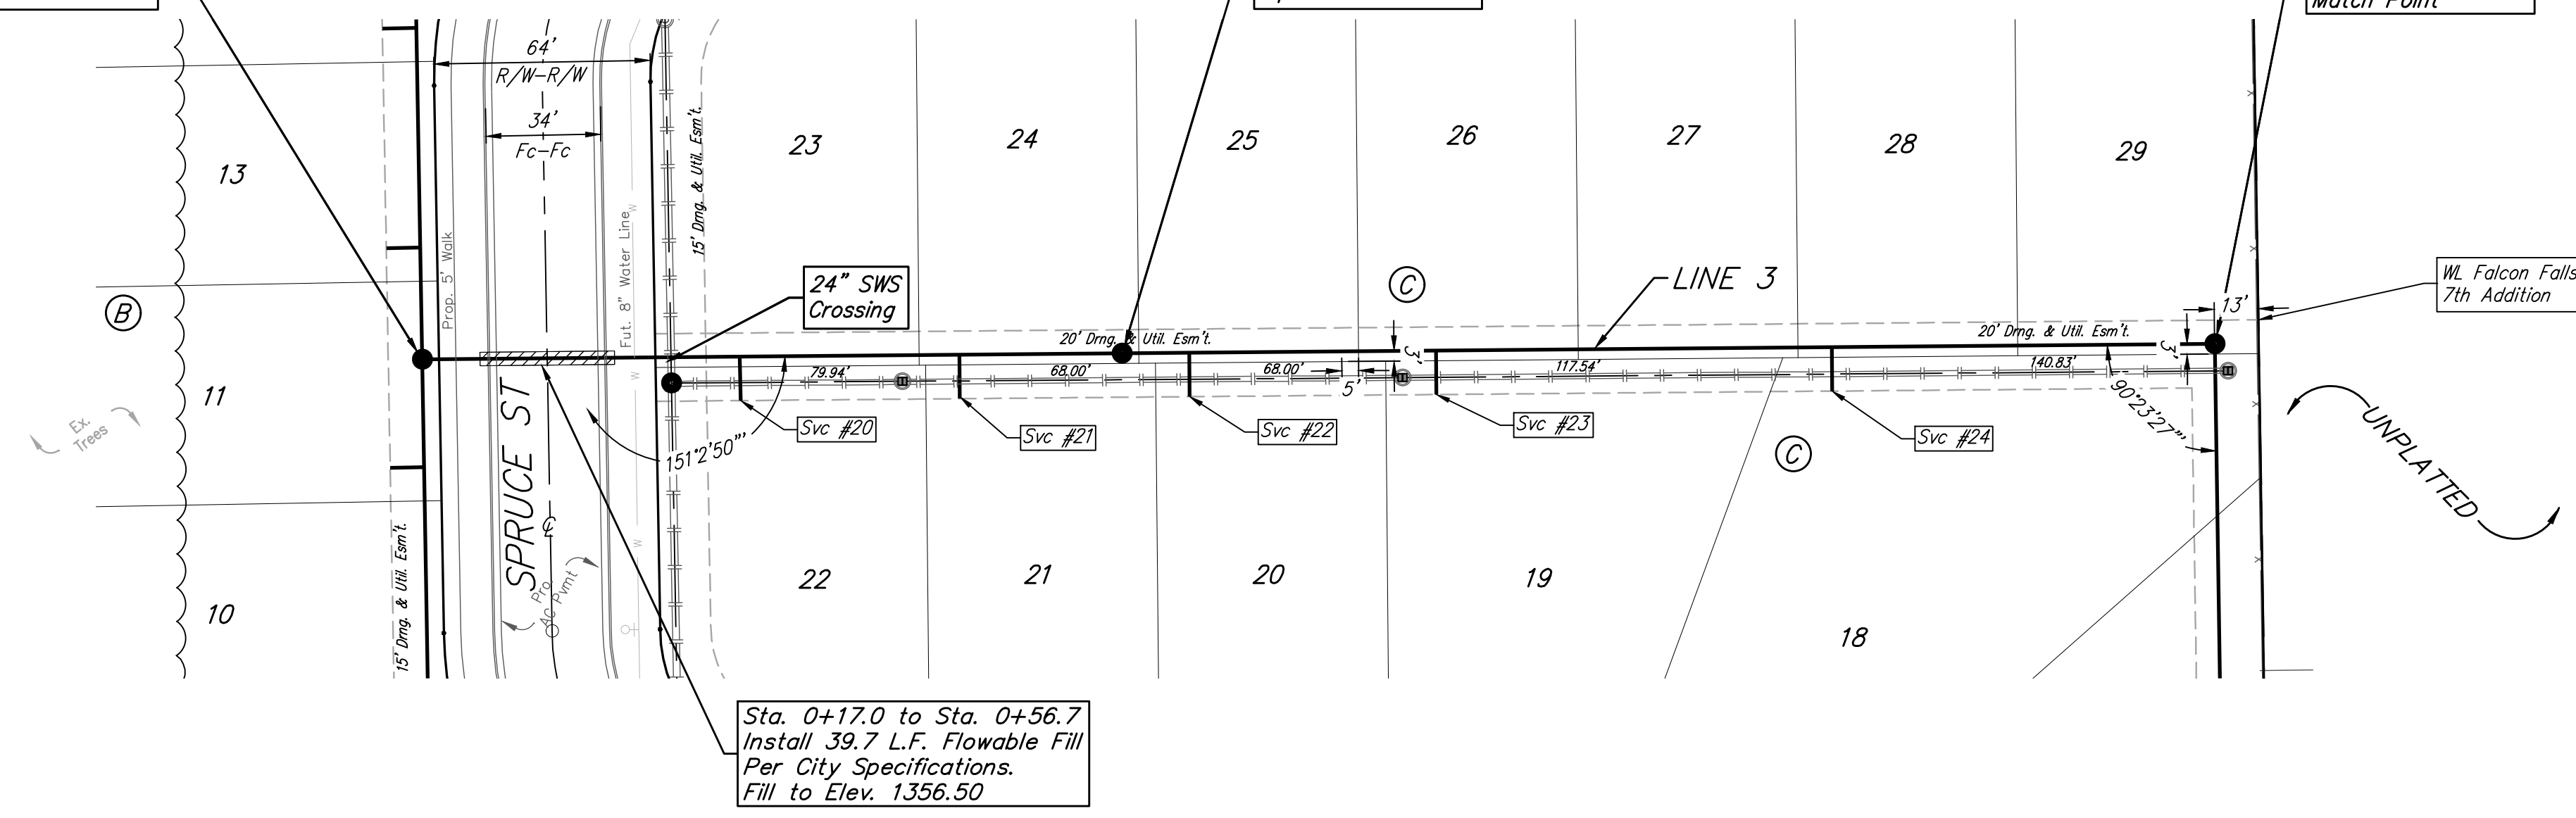 Match Point
64'
R/W-R/W
34'
Fc-Fc
15' Drng. & Util. Esm't.
23
24
25
26
27
28
29
13
Prop. 5' Walk
Fut. 8" Water Line
W
24" SWS
Crossing
C
LINE 3
WL Falcon Falls
7th Addition
13'
B
20' Drng. & Util. Esm't.
20' Drng. & Util. Esm't.
3'
3'
79.94'
68.00'
68.00'
5'
117.54'
140.83'
90°23'27"'
11
Ex.
Trees
SPRUCE ST
W
151°2'50"'
Svc #20
Svc #21
Svc #22
Svc #23
Svc #24
C
UNPLATTED
15' Drng. & Util. Esm't.
Pro.
AC Pvmt
W
10
22
21
20
19
18
Sta. 0+17.0 to Sta. 0+56.7
Install 39.7 L.F. Flowable Fill
Per City Specifications.
Fill to Elev. 1356.50